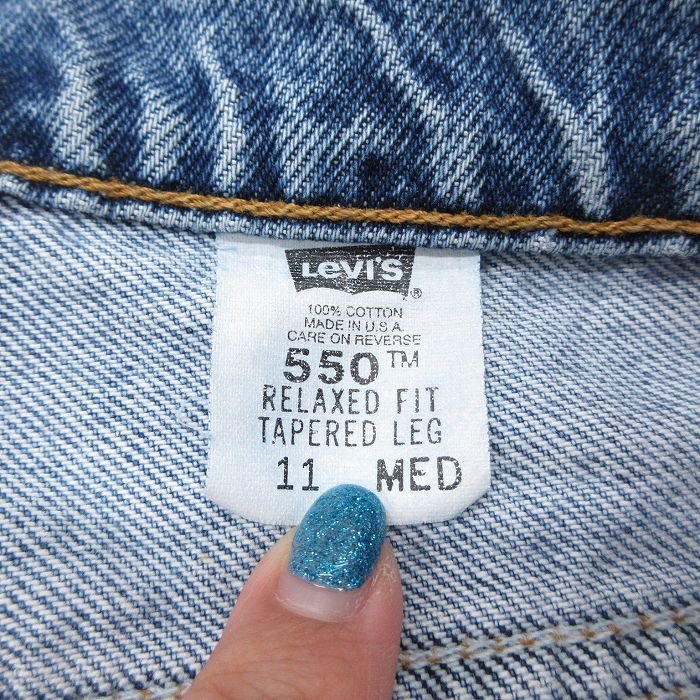 Levi's®
100% COTTON
MADE IN U.S.A.
CARE ON REVERSE
550™
RELAXED FIT
TAPERED LEG
11 MED